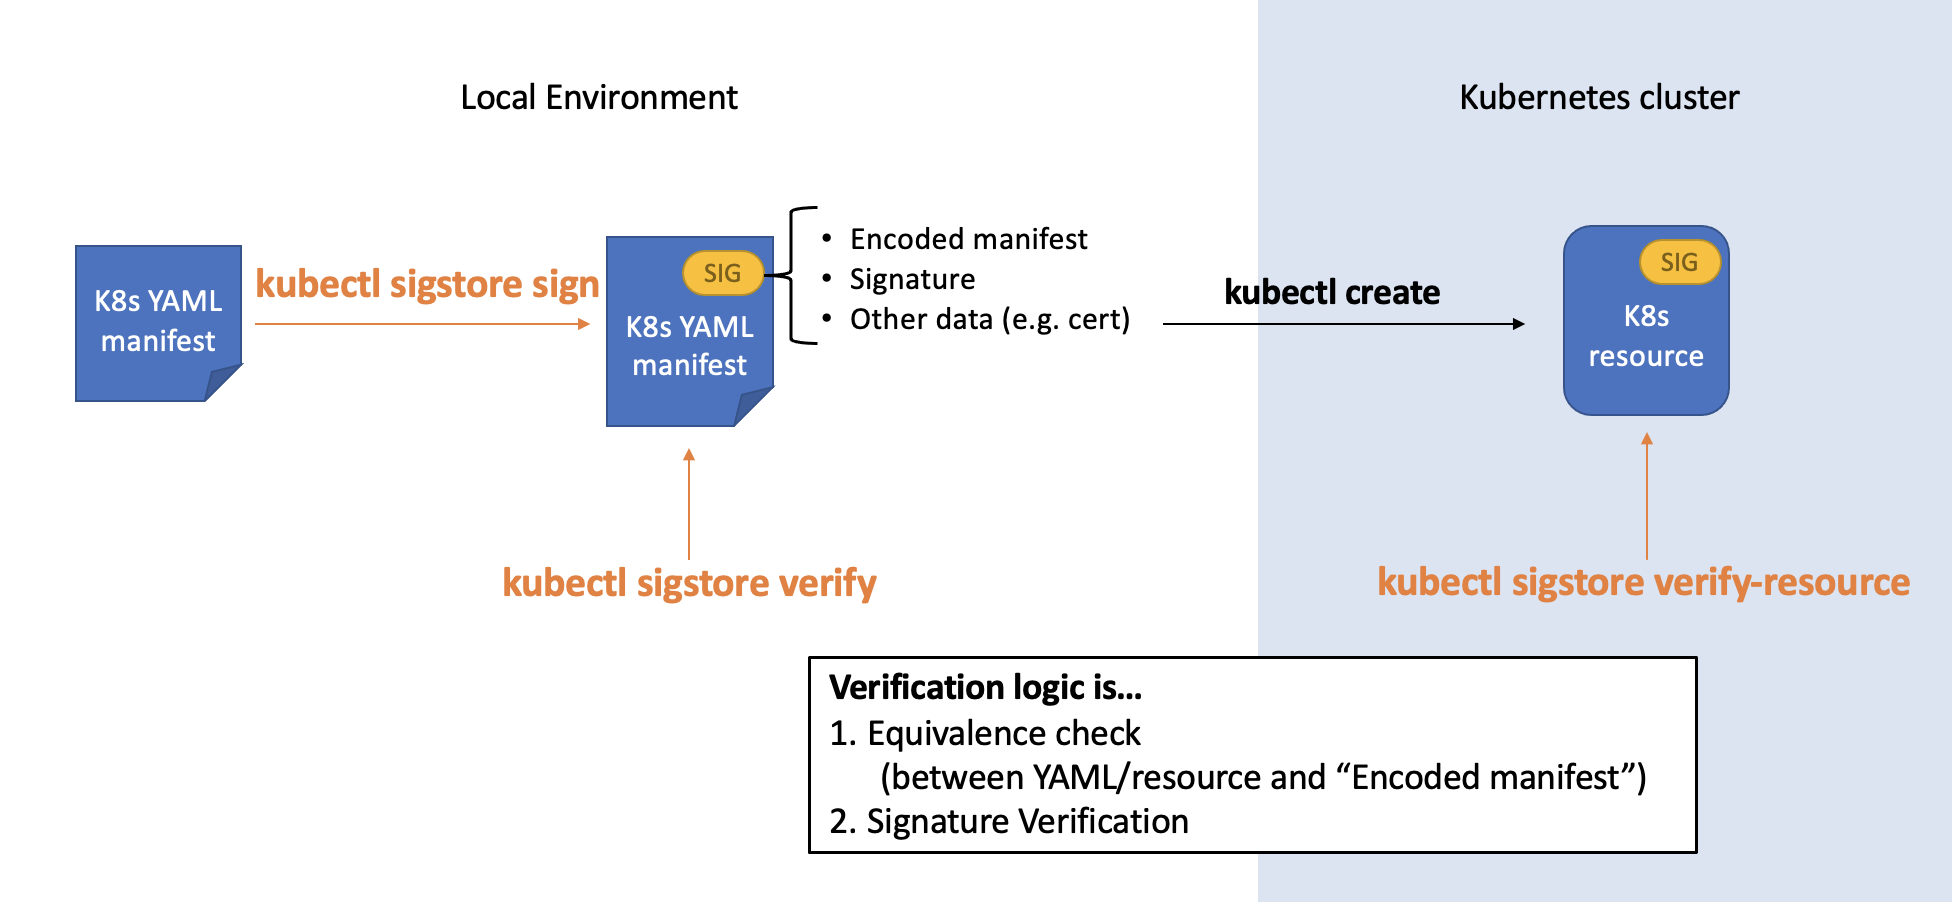 Local Environment
Kubernetes cluster
K8s YAML
manifest
kubectl sigstore sign
SIG
K8s YAML
manifest
• Encoded manifest
• Signature
• Other data (e.g. cert)
kubectl create
SIG
K8s
resource
kubectl sigstore verify
kubectl sigstore verify-resource
Verification logic is...
1. Equivalence check
(between YAML/resource and “Encoded manifest”)
2. Signature Verification